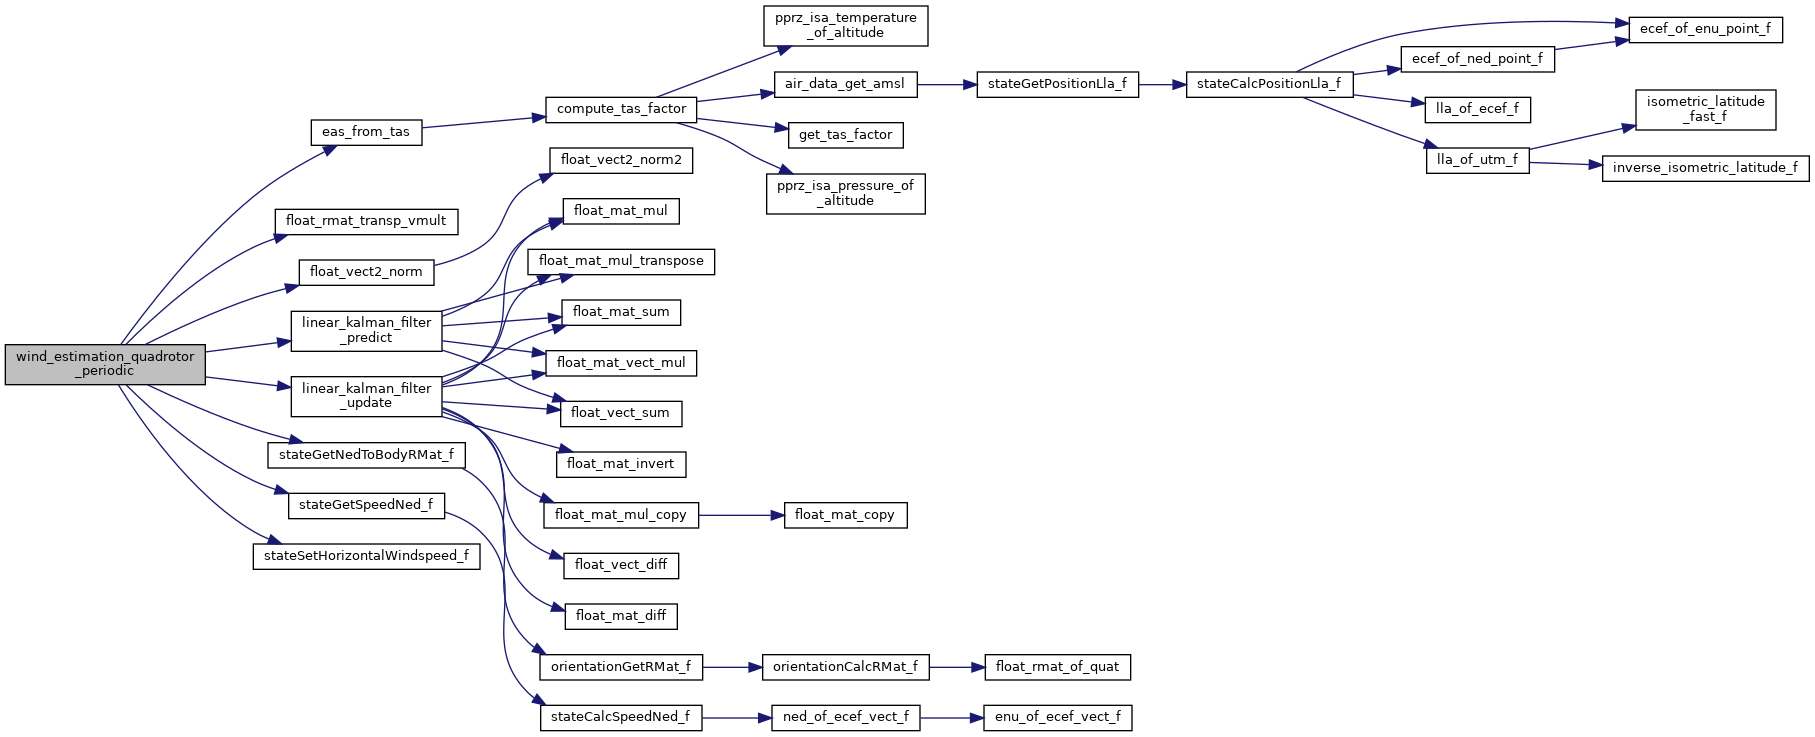 wind_estimation_quadrotor
_periodic
eas_from_tas
float_rmat_transp_vmult
float_vect2_norm
linear_kalman_filter
_predict
linear_kalman_filter
_update
stateGetNedToBodyRMat_f
stateGetSpeedNed_f
stateSetHorizontalWindspeed_f
compute_tas_factor
float_vect2_norm2
float_mat_mul
float_mat_mul_transpose
float_mat_sum
float_mat_vect_mul
float_vect_sum
float_mat_invert
float_mat_mul_copy
float_vect_diff
float_mat_diff
orientationGetRMat_f
stateCalcSpeedNed_f
pprz_isa_temperature
_of_altitude
air_data_get_amsl
get_tas_factor
pprz_isa_pressure_of
_altitude
float_mat_copy
orientationCalcRMat_f
ned_of_ecef_vect_f
stateGetPositionLla_f
float_rmat_of_quat
enu_of_ecef_vect_f
stateCalcPositionLla_f
ecef_of_ned_point_f
lla_of_ecef_f
lla_of_utm_f
ecef_of_enu_point_f
isometric_latitude
_fast_f
inverse_isometric_latitude_f